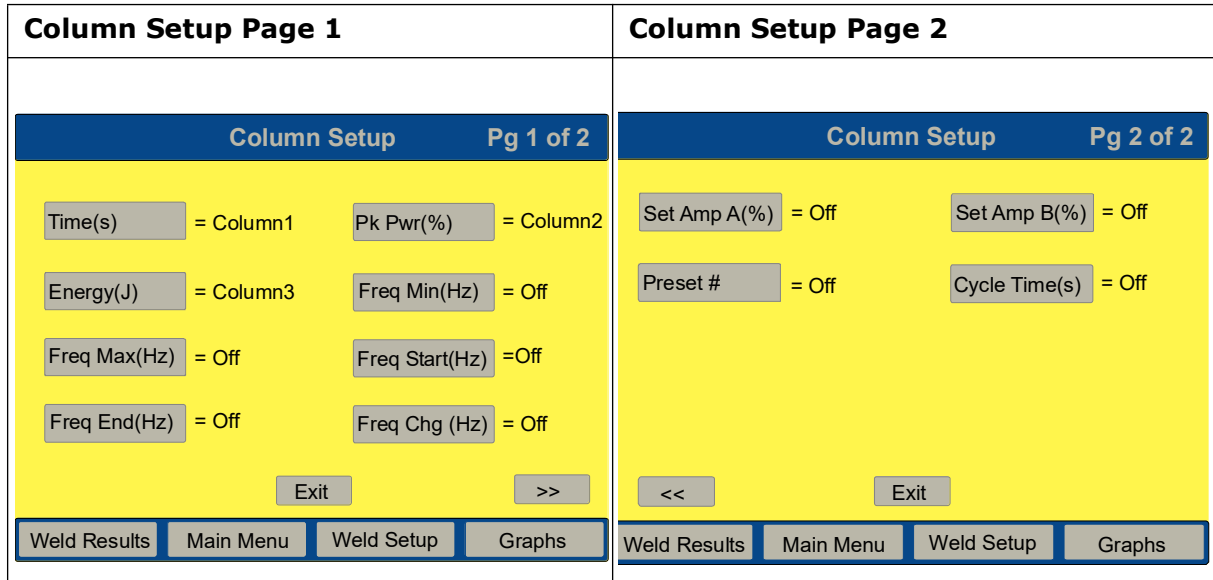 Column Setup Page 1
Column Setup Page 2
Column Setup Pg 1 of 2
Time(s) = Column1 Pk Pwr(%) = Column2
Energy(J) = Column3 Freq Min(Hz) = Off
Freq Max(Hz) = Off Freq Start(Hz) =Off
Freq End(Hz) = Off Freq Chg (Hz) = Off
Exit >>
Weld Results Main Menu Weld Setup Graphs
Column Setup Pg 2 of 2
Set Amp A(%) = Off Set Amp B(%) = Off
Preset # = Off Cycle Time(s) = Off
<< Exit
Weld Results Main Menu Weld Setup Graphs